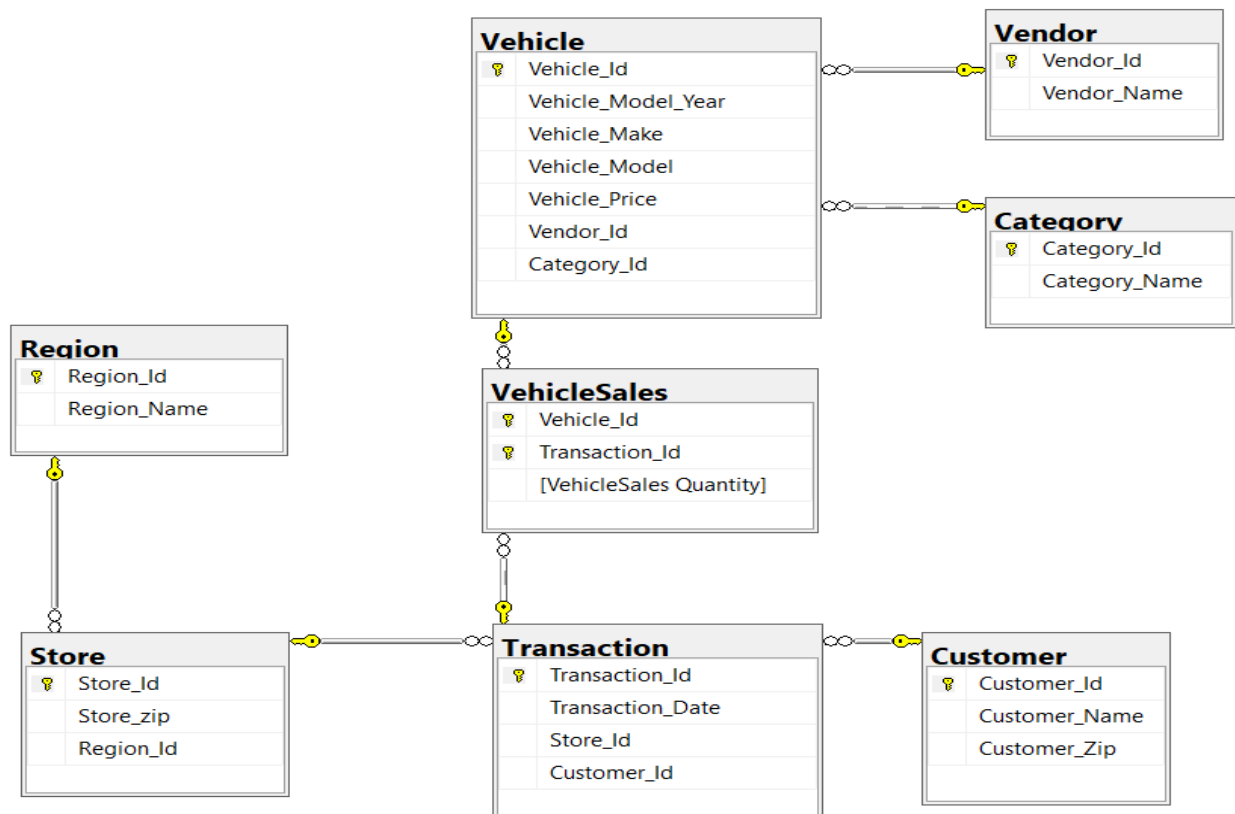 Vehicle
Vehicle_Id
Vehicle_Model_Year
Vehicle_Make
Vehicle_Model
Vehicle_Price
Vendor_Id
Category_Id
Vendor
Vendor_Id
Vendor_Name
Category
Category_Id
Category_Name
Region
Region_Id
Region_Name
VehicleSales
Vehicle_Id
Transaction_Id
[VehicleSales Quantity]
Store
Store_Id
Store_zip
Region_Id
Transaction
Transaction_Id
Transaction_Date
Store_Id
Customer_Id
Customer
Customer_Id
Customer_Name
Customer_Zip